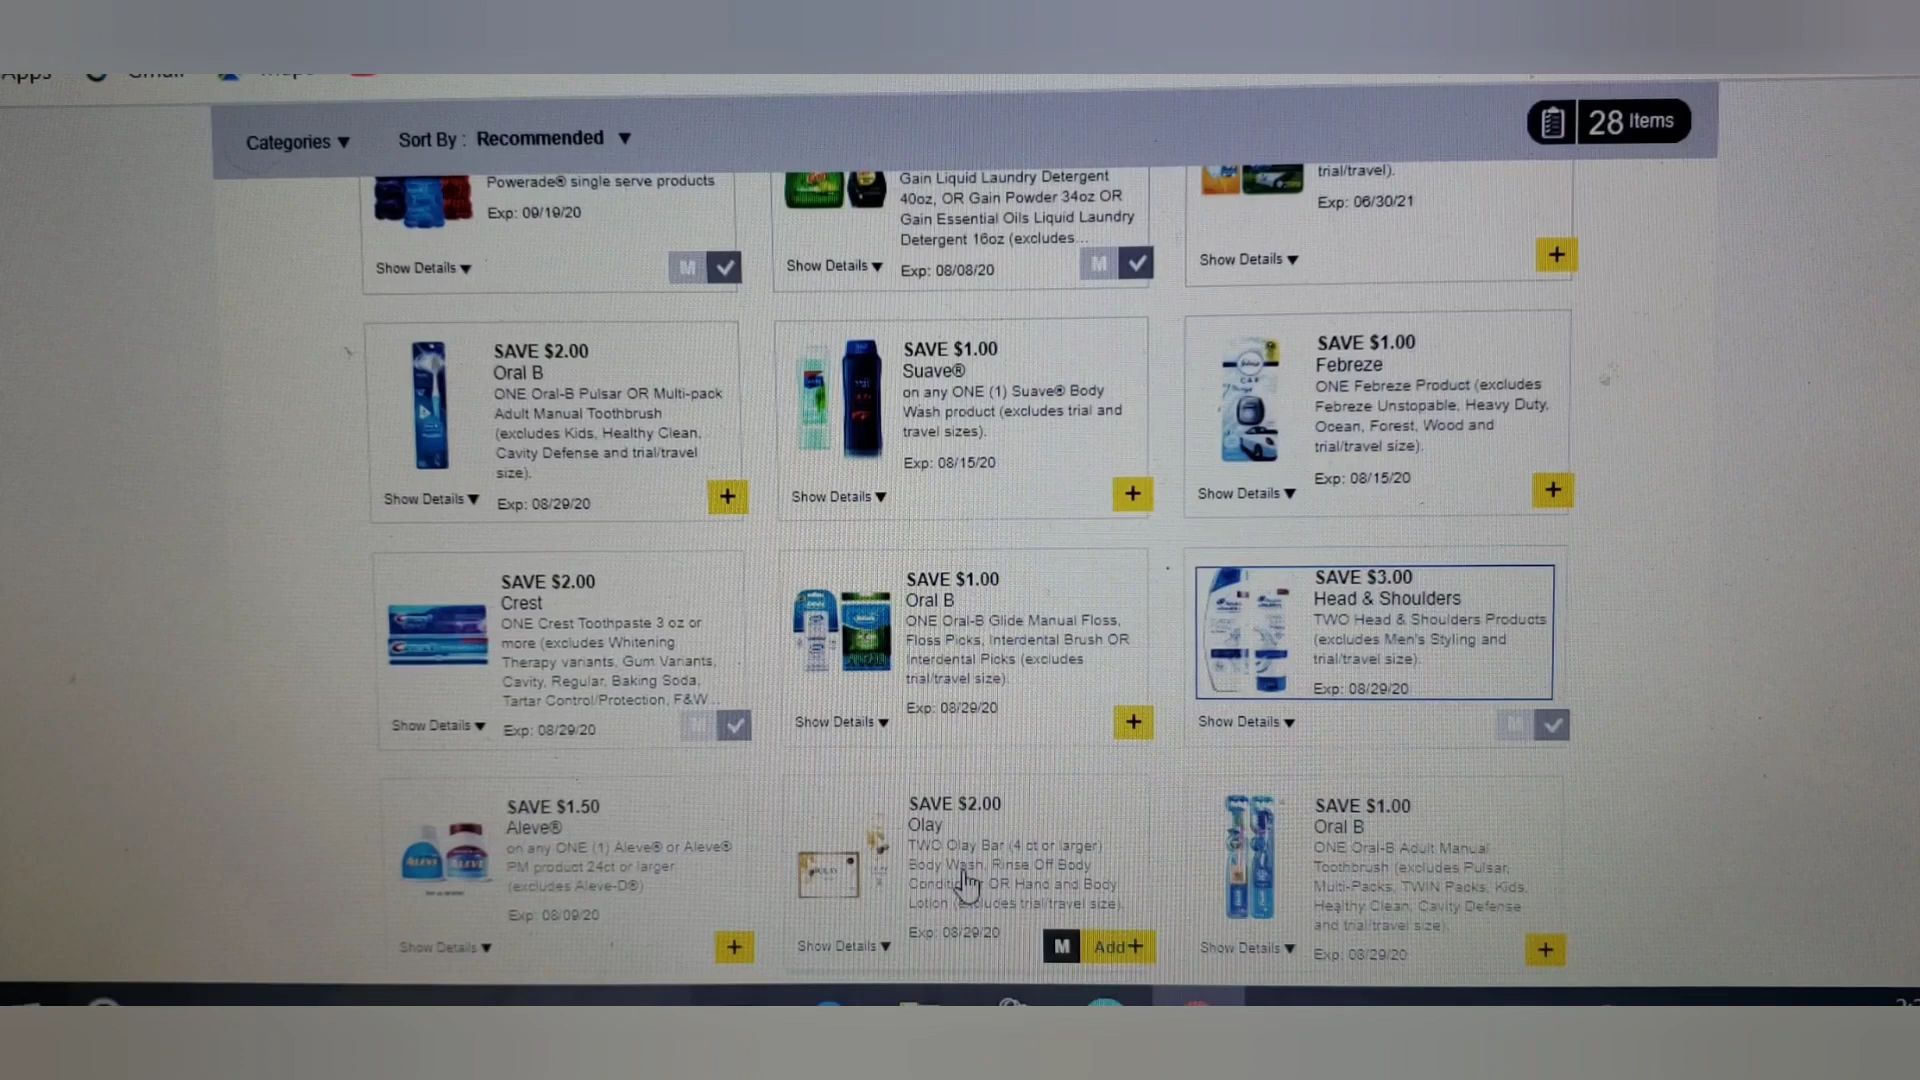 Apps
Gmail
Maps
Categories ▼
Sort By : Recommended ▼
28 Items
Powerade® single serve products
Exp: 09/19/20
Show Details ▼
M
Gain Liquid Laundry Detergent
40oz, OR Gain Powder 34oz OR
Gain Essential Oils Liquid Laundry
Detergent 16oz (excludes...
Exp: 08/08/20
Show Details ▼
M
trial/travel).
Exp: 06/30/21
Show Details ▼
+
SAVE $2.00
Oral B
ONE Oral-B Pulsar OR Multi-pack
Adult Manual Toothbrush
(excludes Kids, Healthy Clean,
Cavity Defense and trial/travel
size).
Exp: 08/29/20
Show Details ▼
+
SAVE $1.00
Suave®
on any ONE (1) Suave® Body
Wash product (excludes trial and
travel sizes).
Exp: 08/15/20
Show Details ▼
+
SAVE $1.00
Febreze
ONE Febreze Product (excludes
Febreze Unstopable, Heavy Duty,
Ocean, Forest, Wood and
trial/travel size).
Exp: 08/15/20
Show Details ▼
+
SAVE $2.00
Crest
ONE Crest Toothpaste 3 oz or
more (excludes Whitening
Therapy variants, Gum Variants,
Cavity, Regular, Baking Soda,
Tartar Control/Protection, F&W...
Exp: 08/29/20
Show Details ▼
M
SAVE $1.00
Oral B
ONE Oral-B Glide Manual Floss,
Floss Picks, Interdental Brush OR
Interdental Picks (excludes
trial/travel size).
Exp: 08/29/20
Show Details ▼
+
SAVE $3.00
Head & Shoulders
TWO Head & Shoulders Products
(excludes Men's Styling and
trial/travel size).
Exp: 08/29/20
Show Details ▼
M
SAVE $1.50
Aleve®
on any ONE (1) Aleve® or Aleve®
PM product 24ct or larger
(excludes Aleve-D®)
Exp: 08/09/20
Show Details ▼
+
SAVE $2.00
Olay
TWO Olay Bar (4 ct or larger)
Body Wash, Rinse Off Body
OR Hand and Body
Lotion (excludes trial/travel size).
Exp: 08/29/20
Show Details ▼
M
Add+
SAVE $1.00
Oral B
ONE Oral-B Adult Manual
Toothbrush (excludes Pulsar,
Multi-Packs, TWIN Packs, Kids,
Healthy Clean, Cavity Defense
and trial/travel size).
Exp: 08/29/20
Show Details ▼
+